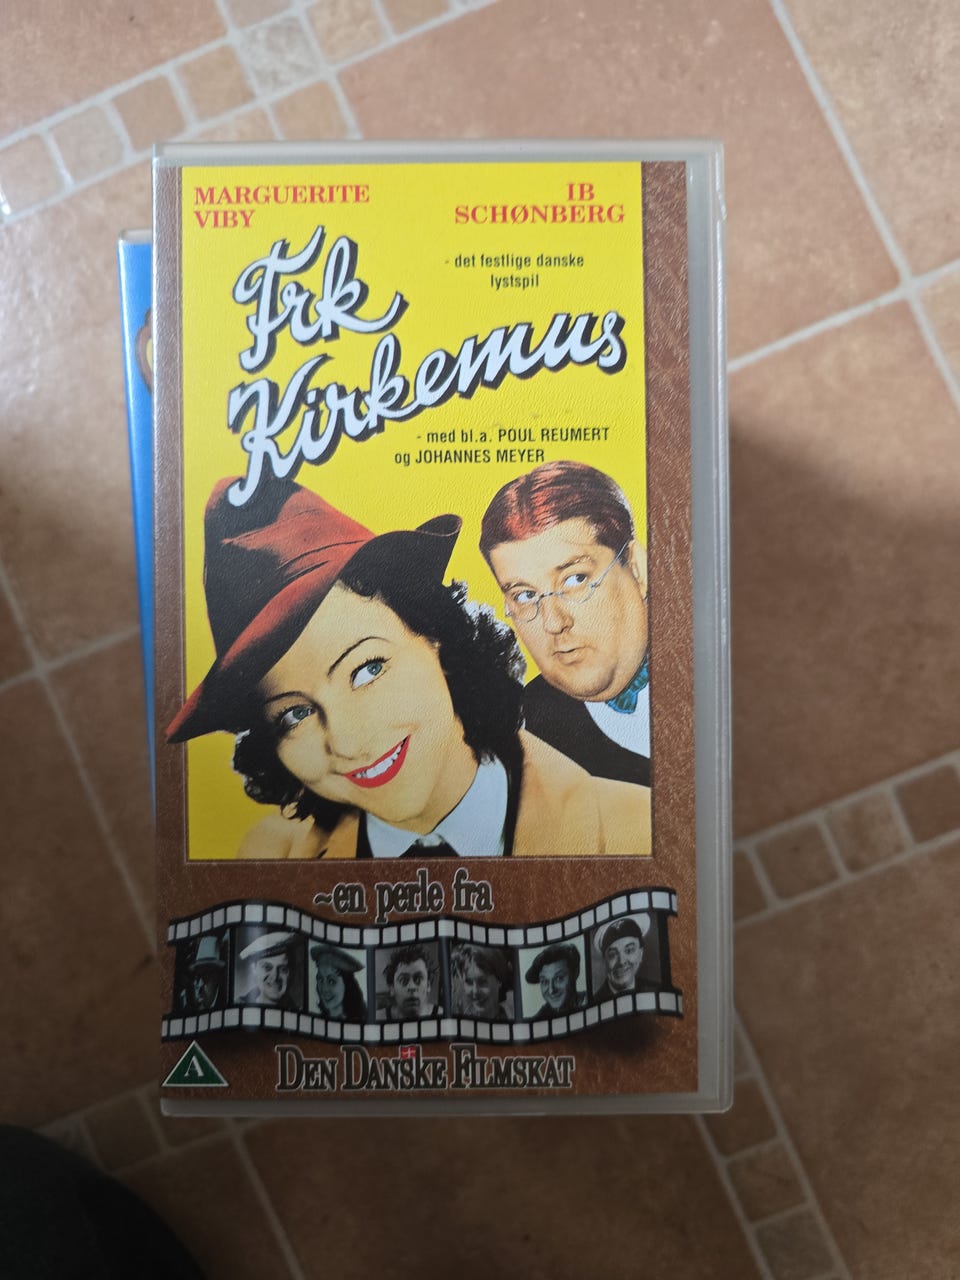 MARGUERITE
VIBY
IB
SCHØNBERG
- det festlige danske
lystspil
Frk
Kirkemus
- med bl.a. POUL REUMERT
og JOHANNES MEYER
~en perle fra
A
DEN DANSKE FILMSKAT